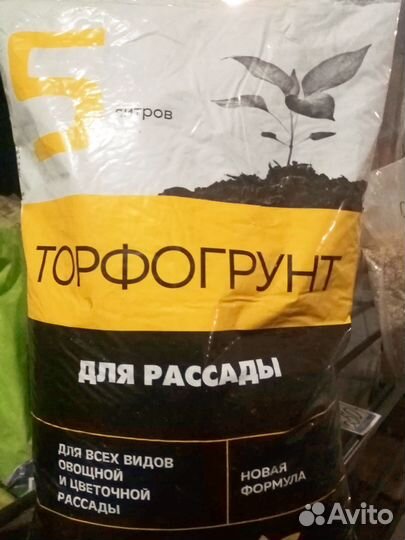 5
литров
ТОРФОГРУНТ
ДЛЯ РАССАДЫ
ДЛЯ ВСЕХ ВИДОВ
ОВОЩНОЙ
И ЦВЕТОЧНОЙ
РАССАДЫ
НОВАЯ
ФОРМУЛА
Avito